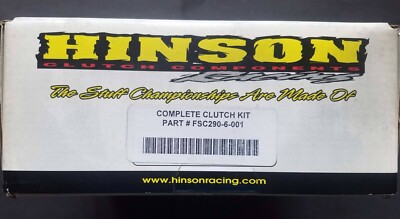 HINSON
CLUTCH COMPONENTS
Racing
The Stuff Championships Are Made Of
COMPLETE CLUTCH KIT
PART # FSC290-6-001
www.hinsonracing.com